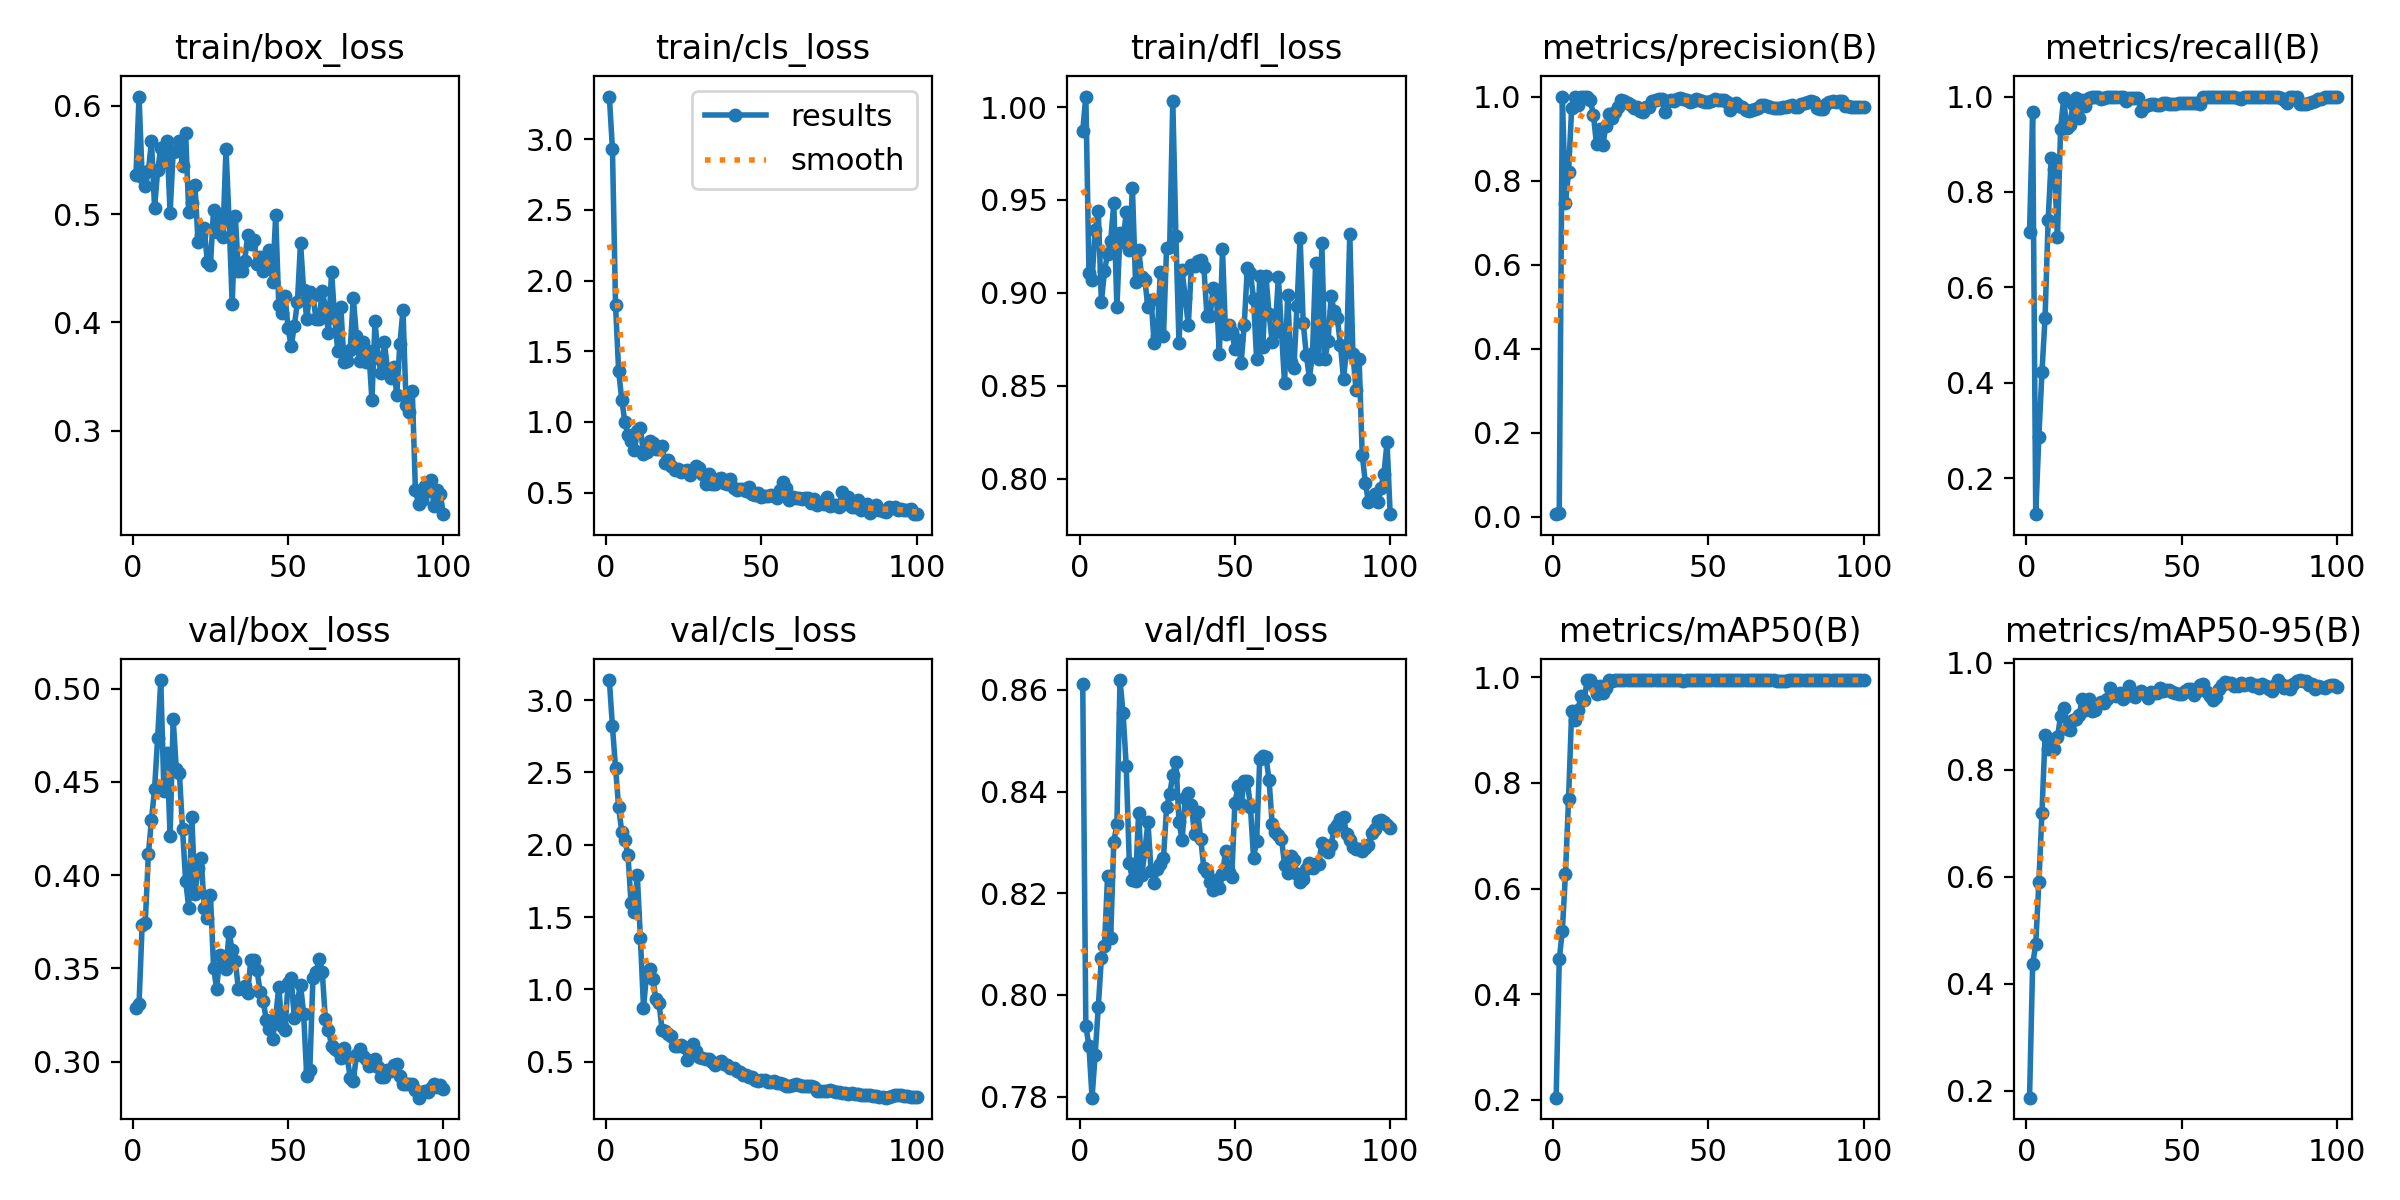 train/box_loss
0.6
0.5
0.4
0.3
0 50 100
train/cls_loss
results
smooth
3.0
2.5
2.0
1.5
1.0
0.5
0 50 100
train/dfl_loss
1.00
0.95
0.90
0.85
0.80
0 50 100
metrics/precision(B)
1.0
0.8
0.6
0.4
0.2
0.0
0 50 100
metrics/recall(B)
1.0
0.8
0.6
0.4
0.2
0 50 100
val/box_loss
0.50
0.45
0.40
0.35
0.30
0 50 100
val/cls_loss
3.0
2.5
2.0
1.5
1.0
0.5
0 50 100
val/dfl_loss
0.86
0.84
0.82
0.80
0.78
0 50 100
metrics/mAP50(B)
1.0
0.8
0.6
0.4
0.2
0 50 100
metrics/mAP50-95(B)
1.0
0.8
0.6
0.4
0.2
0 50 100